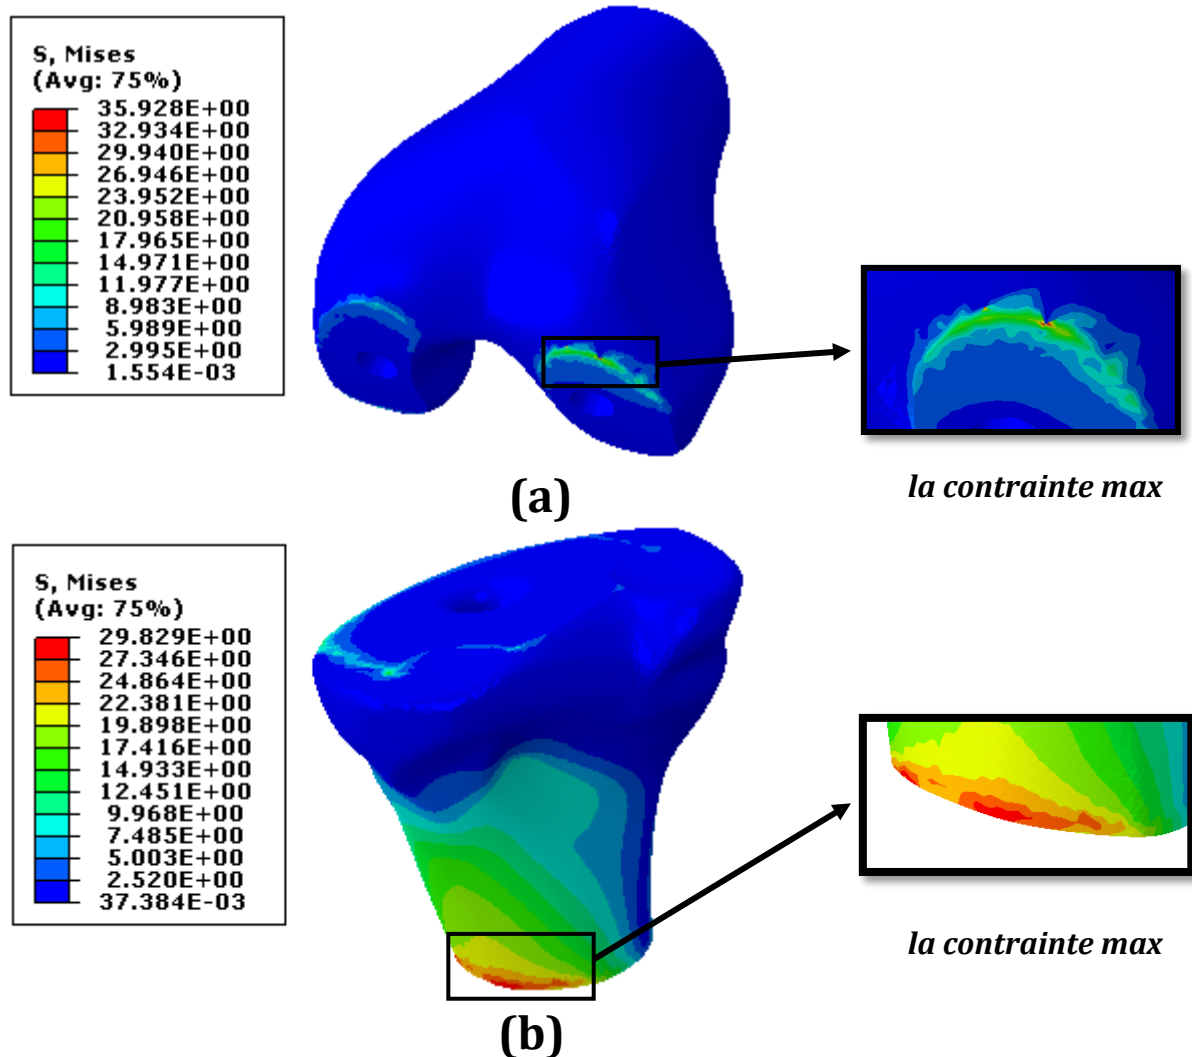 S, Mises
(Avg: 75%)
35.928E+00
32.934E+00
29.940E+00
26.946E+00
23.952E+00
20.958E+00
17.965E+00
14.971E+00
11.977E+00
8.983E+00
5.989E+00
2.995E+00
1.554E-03
la contrainte max
(a)
S, Mises
(Avg: 75%)
29.829E+00
27.346E+00
24.864E+00
22.381E+00
19.898E+00
17.416E+00
14.933E+00
12.451E+00
9.968E+00
7.485E+00
5.003E+00
2.520E+00
37.384E-03
la contrainte max
(b)